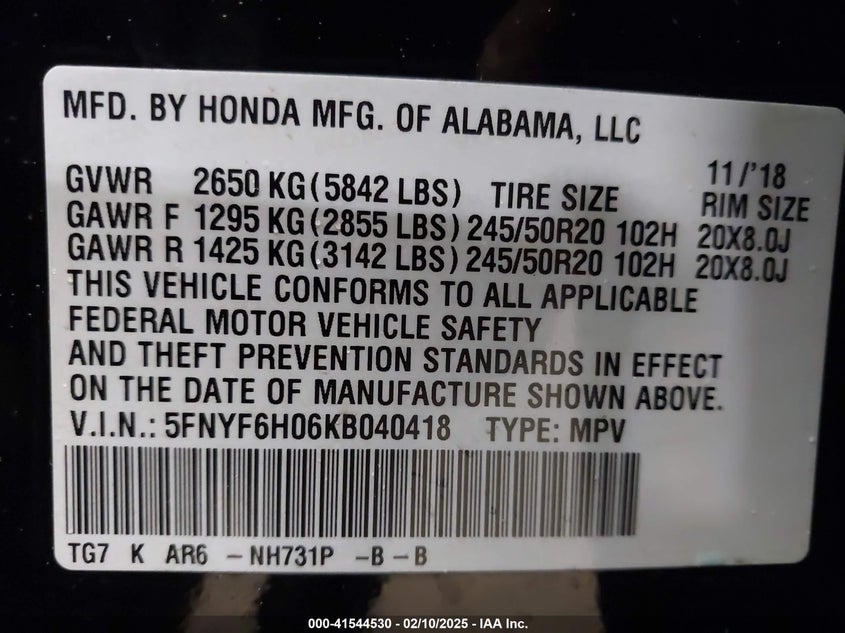 MFD. BY HONDA MFG. OF ALABAMA, LLC
11/'18
GVWR 2650 KG(5842 LBS) TIRE SIZE RIM SIZE
GAWR F 1295 KG(2855 LBS) 245/50R20 102H 20X8.0J
GAWR R 1425 KG(3142 LBS) 245/50R20 102H 20X8.0J
THIS VEHICLE CONFORMS TO ALL APPLICABLE
FEDERAL MOTOR VEHICLE SAFETY
AND THEFT PREVENTION STANDARDS IN EFFECT
ON THE DATE OF MANUFACTURE SHOWN ABOVE.
V.I.N.: 5FNYF6H06KB040418 TYPE: MPV
TG7 K AR6 -NH731P -B-B
000-41544530 - 02/10/2025 - IAA Inc.